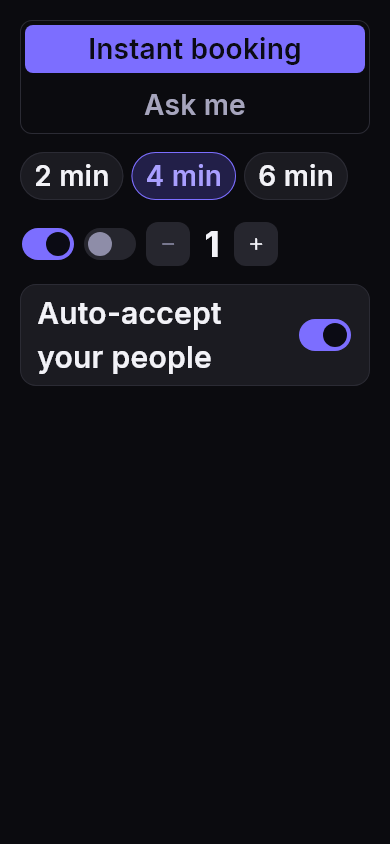 Instant booking
Ask me
2 min 4 min 6 min
− 1 +
Auto-accept
your people